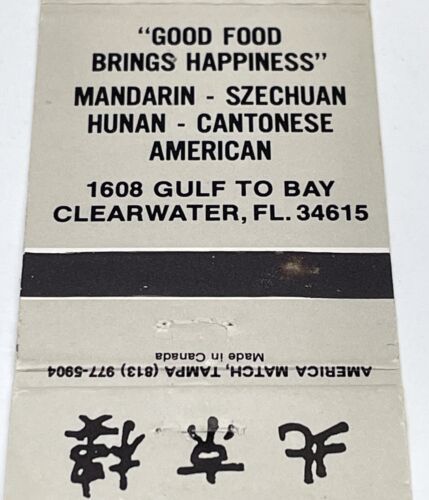 "GOOD FOOD
BRINGS HAPPINESS"
MANDARIN - SZECHUAN
HUNAN - CANTONESE
AMERICAN
1608 GULF TO BAY
CLEARWATER, FL. 34615
北京樓
AMERICA MATCH, TAMPA (813) 977-5904
Made in Canada